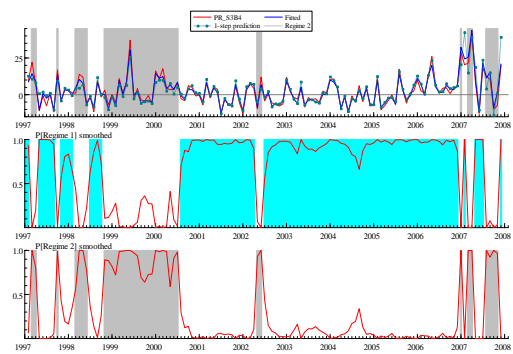 PR_S3B4 Fitted
1-step prediction Regime 2
25
0
1997 1998 1999 2000 2001 2002 2003 2004 2005 2006 2007 2008
P[Regime 1] smoothed
1.0
0.5
1997 1998 1999 2000 2001 2002 2003 2004 2005 2006 2007 2008
P[Regime 2] smoothed
1.0
0.5
1997 1998 1999 2000 2001 2002 2003 2004 2005 2006 2007 2008